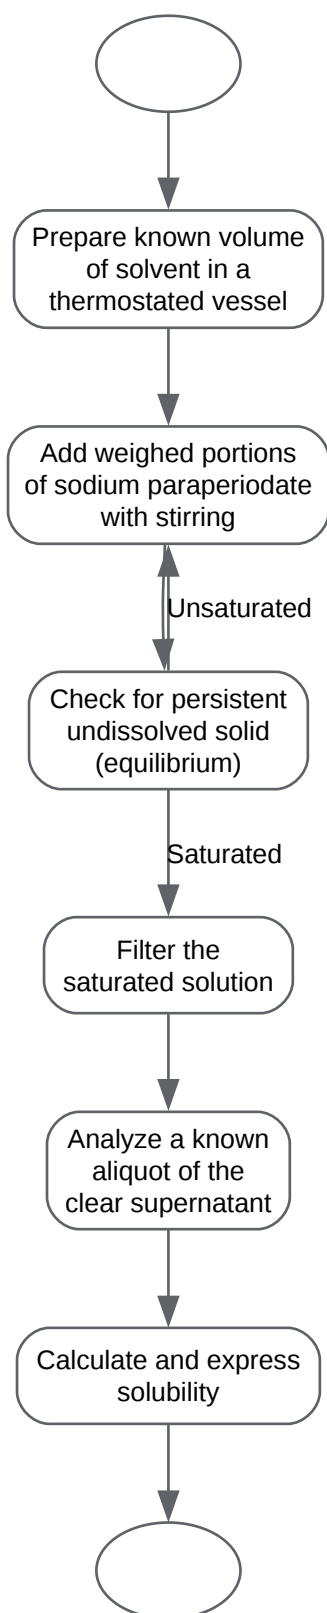 Prepare known volume
of solvent in a
thermostated vessel
Add weighed portions
of sodium paraperiodate
with stirring
Unsaturated
Check for persistent
undissolved solid
(equilibrium)
Saturated
Filter the
saturated solution
Analyze a known
aliquot of the
clear supernatant
Calculate and express
solubility